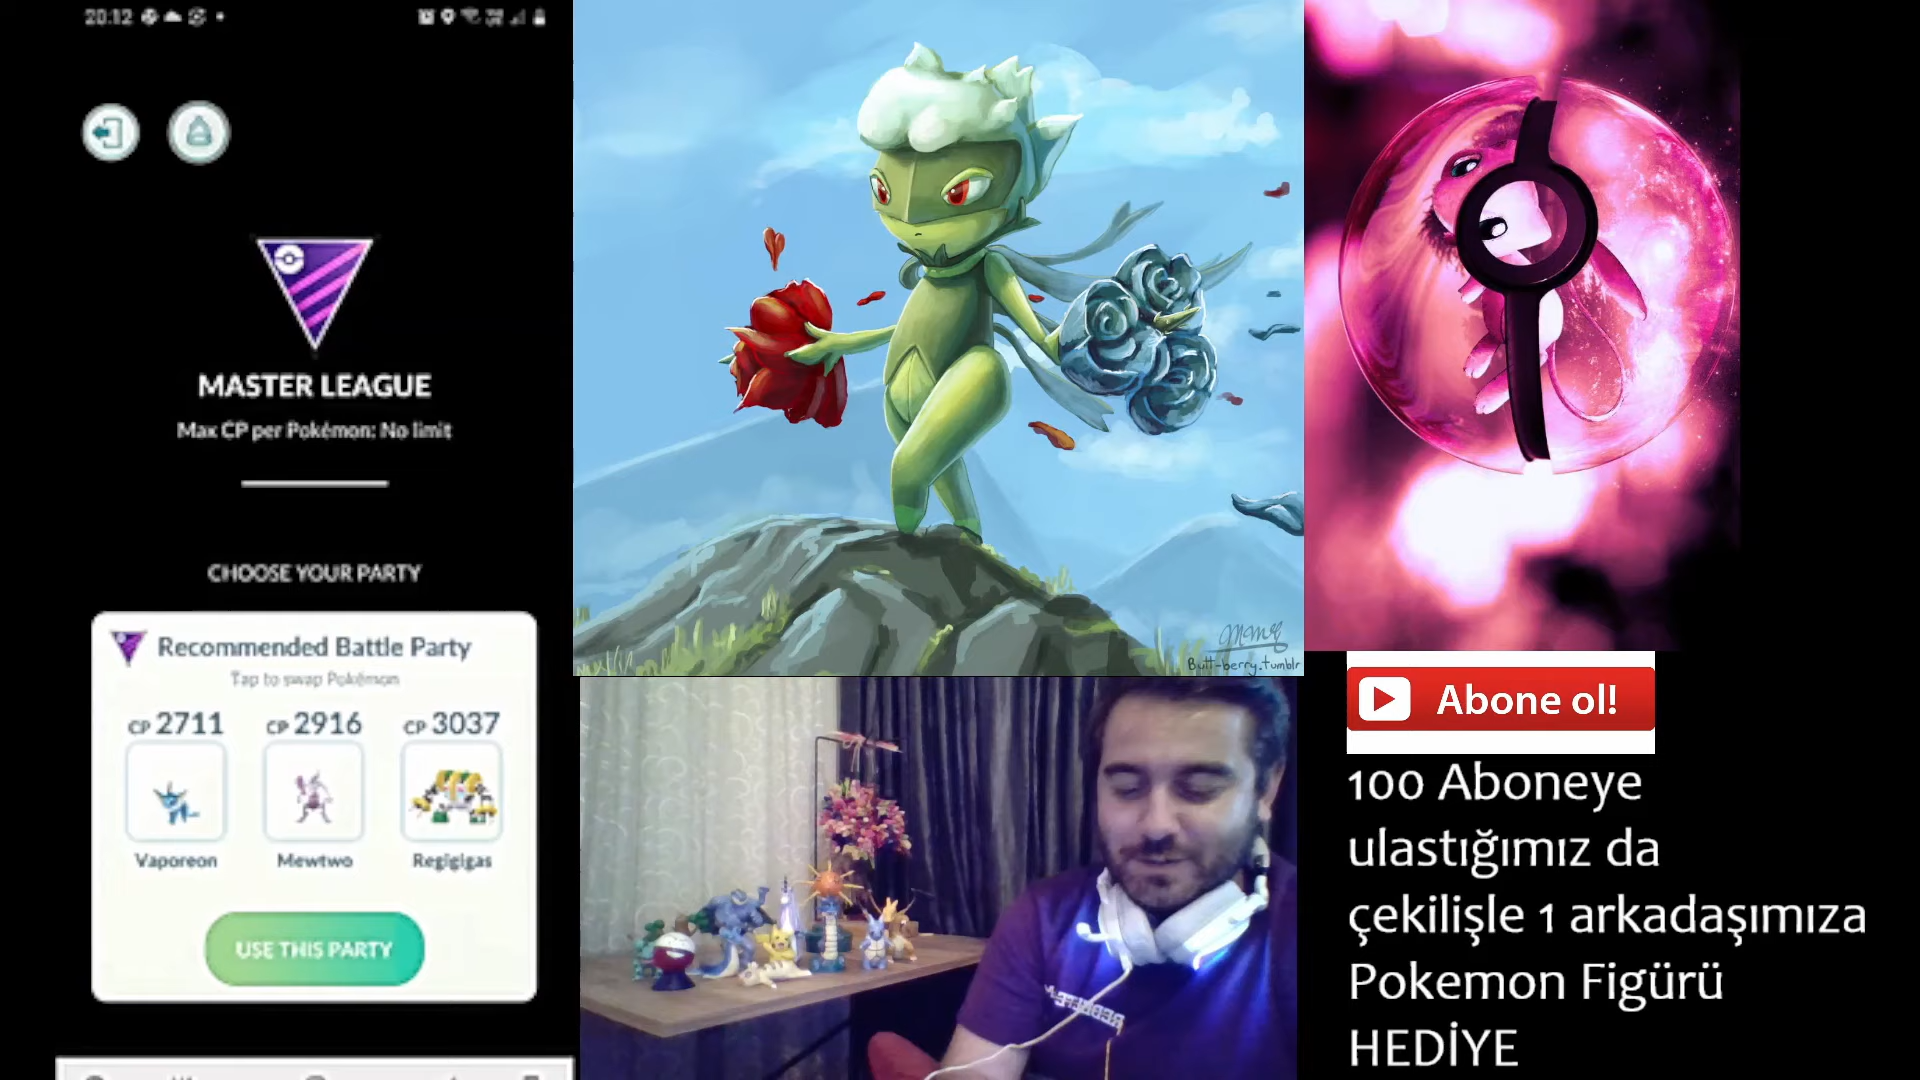 20:12
MASTER LEAGUE
Max CP per Pokémon: No limit
CHOOSE YOUR PARTY
Recommended Battle Party
Tap to swap Pokémon
CP 2711
CP 2916
CP 3037
Vaporeon
Mewtwo
Regigigas
USE THIS PARTY
Butt-berry.tumblr
Abone ol!
100 Aboneye
ulastığımız da
çekilişle 1 arkadaşımıza
Pokemon Figürü
HEDİYE